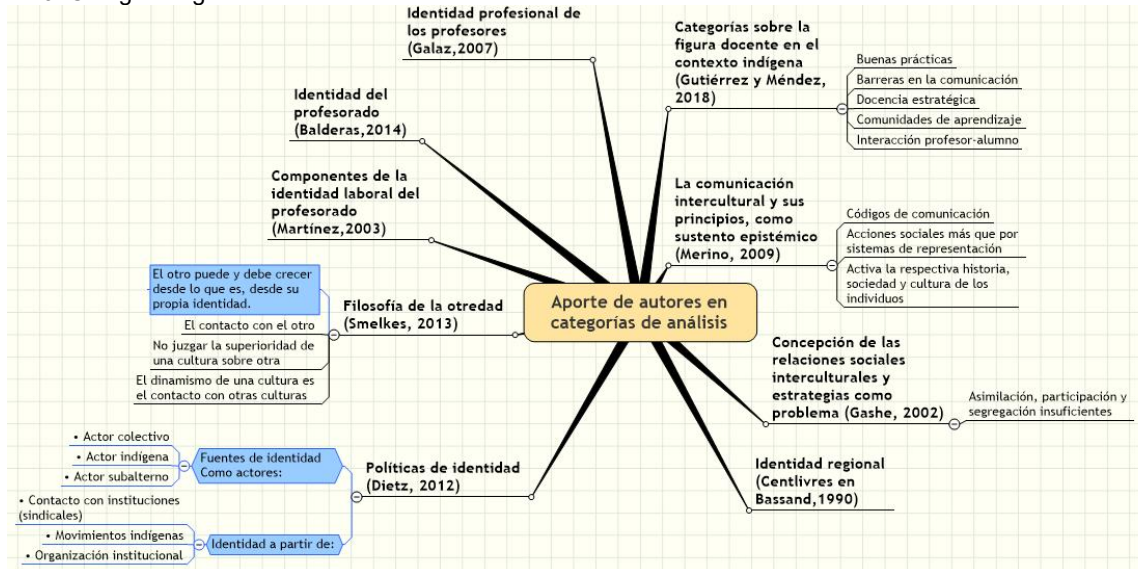 Identidad profesional de
los profesores
(Galaz,2007)
Categorías sobre la
figura docente en el
contexto indígena
(Gutiérrez y Méndez,
2018)
Buenas prácticas
Barreras en la comunicación
Docencia estratégica
Comunidades de aprendizaje
Interacción profesor-alumno
Identidad del
profesorado
(Balderas,2014)
Componentes de la
identidad laboral del
profesorado
(Martínez,2003)
La comunicación
intercultural y sus
principios, como
sustento epistémico
(Merino, 2009)
Códigos de comunicación
Acciones sociales más que por
sistemas de representación
Activa la respectiva historia,
sociedad y cultura de los
individuos
El otro puede y debe crecer
desde lo que es, desde su
propia identidad.
El contacto con el otro
No juzgar la superioridad de
una cultura sobre otra
El dinamismo de una cultura es
el contacto con otras culturas
Filosofía de la otredad
(Smelkes, 2013)
Aporte de autores en
categorías de análisis
Concepción de las
relaciones sociales
interculturales y
estrategias como
problema (Gashe, 2002)
Asimilación, participación y
segregación insuficientes
• Actor colectivo
• Actor indígena
• Actor subalterno
Fuentes de identidad
Como actores:
Políticas de identidad
(Dietz, 2012)
Identidad regional
(Centlivres en
Bassand,1990)
• Contacto con instituciones
(sindicales)
• Movimientos indígenas
• Organización institucional
Identidad a partir de: